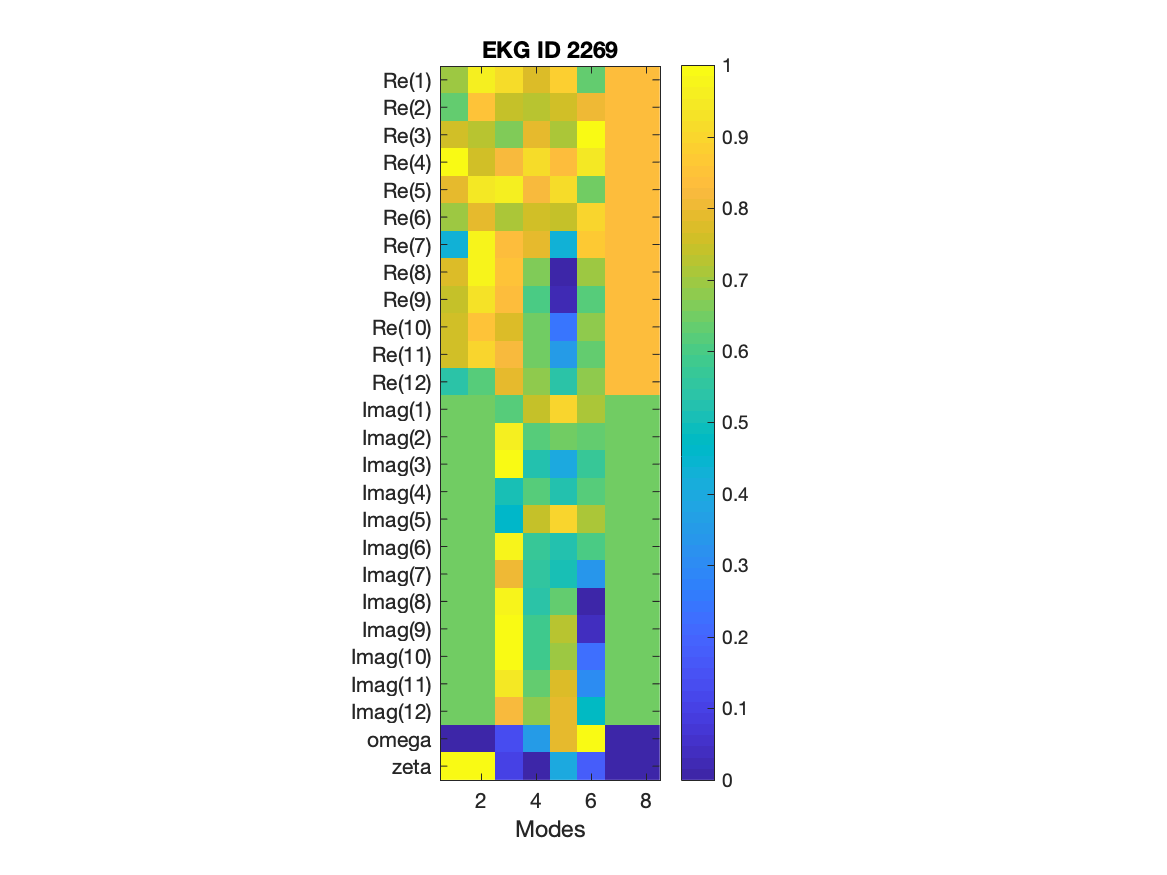 EKG ID 2269
Re(1)
Re(2)
Re(3)
Re(4)
Re(5)
Re(6)
Re(7)
Re(8)
Re(9)
Re(10)
Re(11)
Re(12)
Imag(1)
Imag(2)
Imag(3)
Imag(4)
Imag(5)
Imag(6)
Imag(7)
Imag(8)
Imag(9)
Imag(10)
Imag(11)
Imag(12)
omega
zeta
2 4 6 8
Modes
1
0.9
0.8
0.7
0.6
0.5
0.4
0.3
0.2
0.1
0